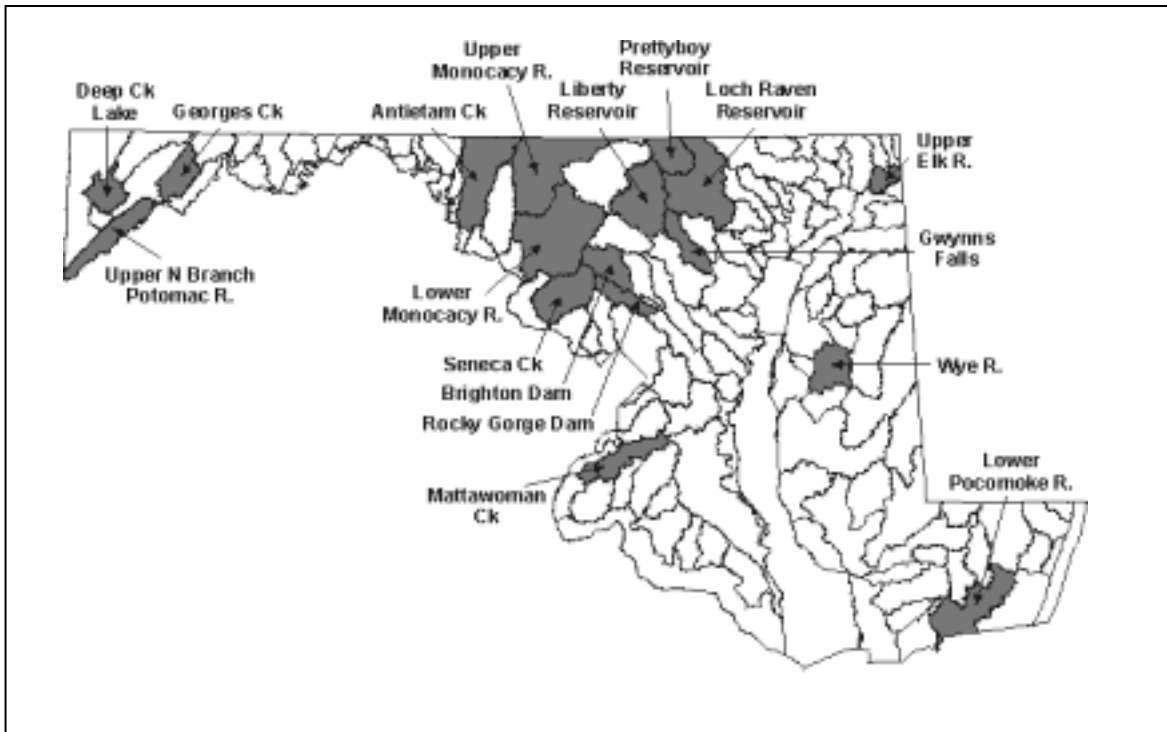 Deep Ck
Lake
Georges Ck
Antietam Ck
Upper
Monocacy R.
Liberty
Reservoir
Prettyboy
Reservoir
Loch Raven
Reservoir
Upper
Elk R.
Gwynns
Falls
Upper N Branch
Potomac R.
Lower
Monocacy R.
Seneca Ck
Brighton Dam
Rocky Gorge Dam
Wye R.
Mattawoman
Ck
Lower
Pocomoke R.